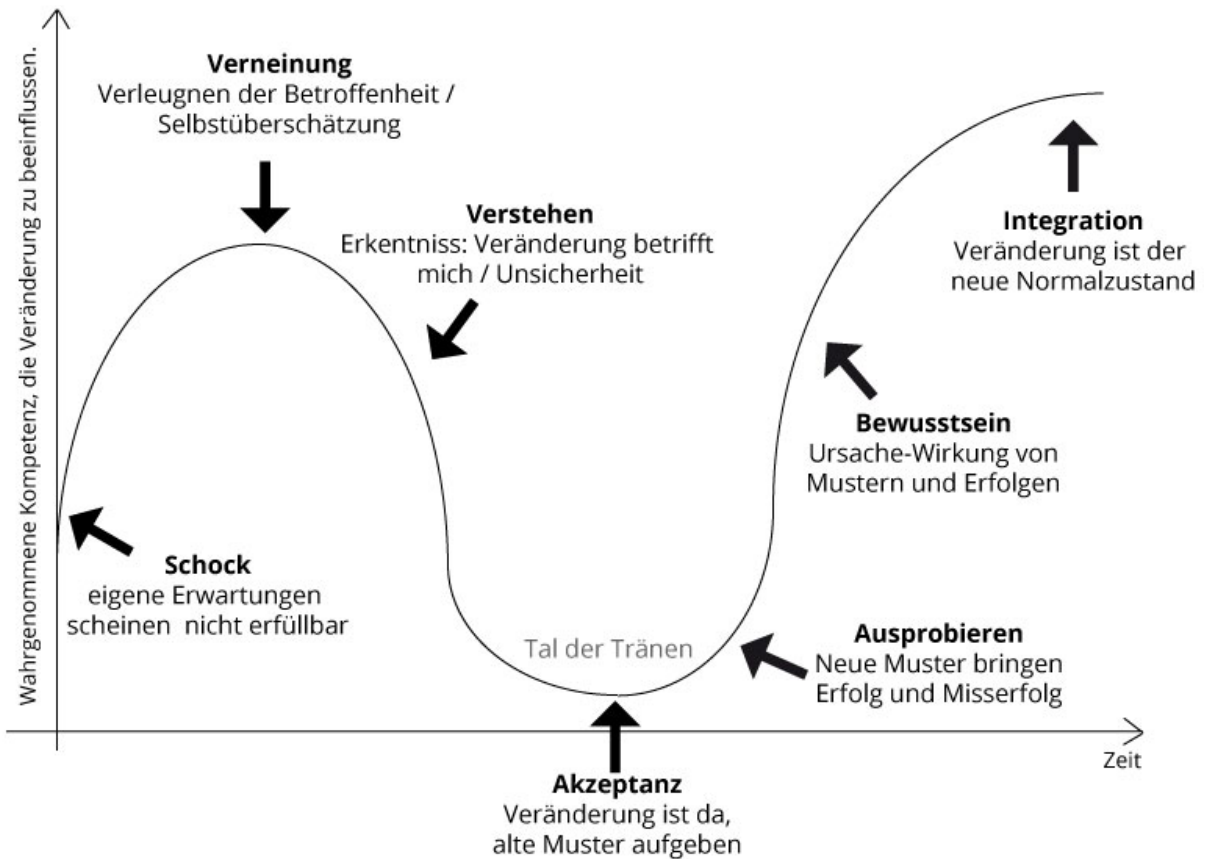 Wahrgenommene Kompetenz, die Veränderung zu beeinflussen.
Verneinung
Verleugnen der Betroffenheit /
Selbstüberschätzung
Verstehen
Erkentniss: Veränderung betrifft
mich / Unsicherheit
Integration
Veränderung ist der
neue Normalzustand
Bewusstsein
Ursache-Wirkung von
Mustern und Erfolgen
Schock
eigene Erwartungen
scheinen nicht erfüllbar
Tal der Tränen
Ausprobieren
Neue Muster bringen
Erfolg und Misserfolg
Zeit
Akzeptanz
Veränderung ist da,
alte Muster aufgeben